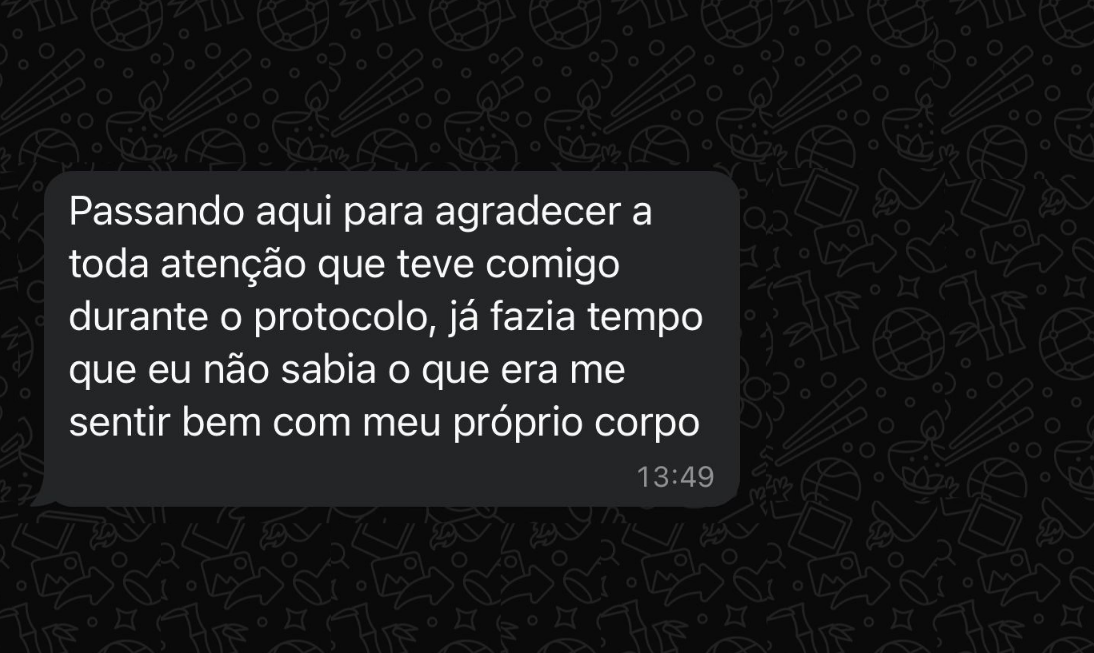 Passando aqui para agradecer a
toda atenção que teve comigo
durante o protocolo, já fazia tempo
que eu não sabia o que era me
sentir bem com meu próprio corpo
13:49